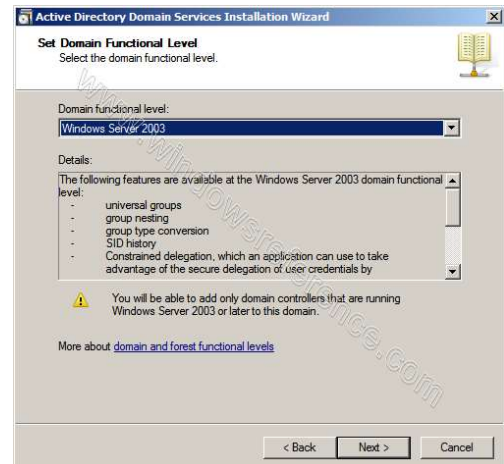 Active Directory Domain Services Installation Wizard
Set Domain Functional Level
Select the domain functional level.
Domain functional level:
Windows Server 2003
Details:
The following features are available at the Windows Server 2003 domain functional
level:
- universal groups
- group nesting
- group type conversion
- SID history
- Constrained delegation, which an application can use to take
advantage of the secure delegation of user credentials by
You will be able to add only domain controllers that are running
Windows Server 2003 or later to this domain.
More about domain and forest functional levels
< Back Next > Cancel
www.windowsreference.com